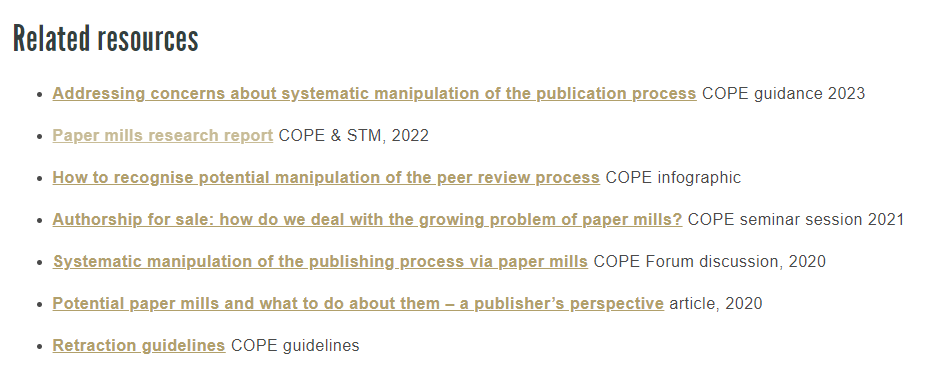 Related resources
Addressing concerns about systematic manipulation of the publication process COPE guidance 2023
Paper mills research report COPE & STM, 2022
How to recognise potential manipulation of the peer review process COPE infographic
Authorship for sale: how do we deal with the growing problem of paper mills? COPE seminar session 2021
Systematic manipulation of the publishing process via paper mills COPE Forum discussion, 2020
Potential paper mills and what to do about them – a publisher’s perspective article, 2020
Retraction guidelines COPE guidelines